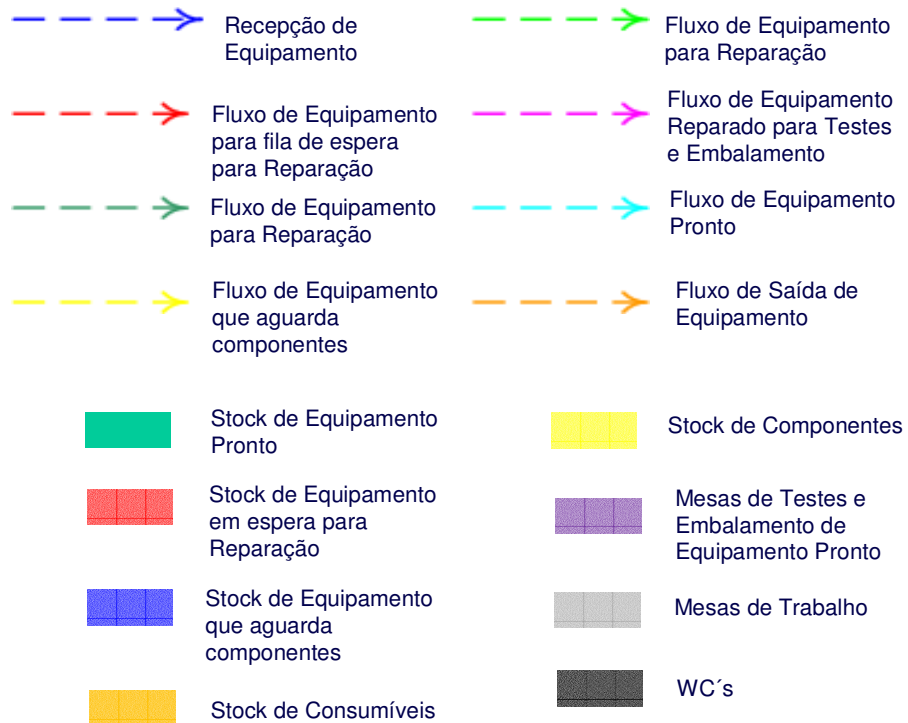 Recepção de
Equipamento
Fluxo de Equipamento
para Reparação
Fluxo de Equipamento
para fila de espera
para Reparação
Fluxo de Equipamento
Reparado para Testes
e Embalamento
Fluxo de Equipamento
para Reparação
Fluxo de Equipamento
Pronto
Fluxo de Equipamento
que aguarda
componentes
Fluxo de Saída de
Equipamento
Stock de Equipamento
Pronto
Stock de Componentes
Stock de Equipamento
em espera para
Reparação
Mesas de Testes e
Embalamento de
Equipamento Pronto
Stock de Equipamento
que aguarda
componentes
Mesas de Trabalho
Stock de Consumíveis
WC´s